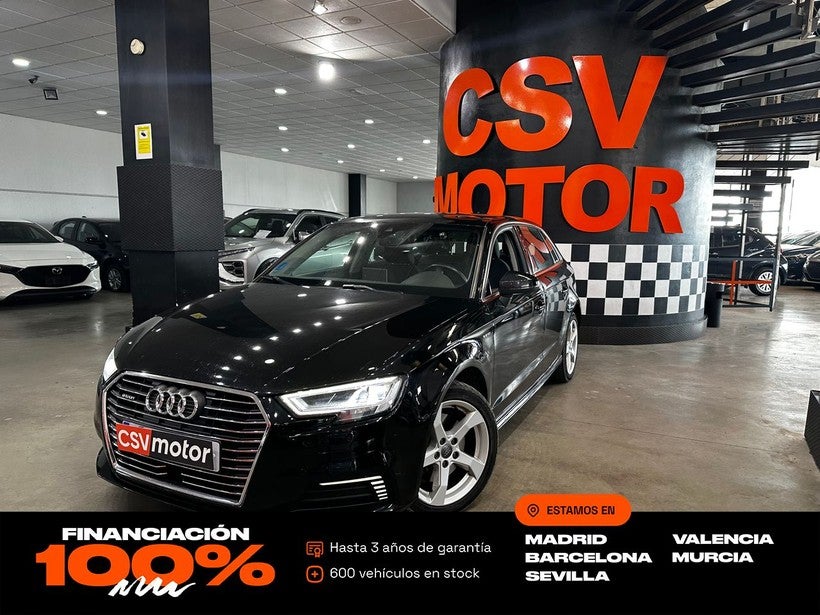 CSV
MOTOR
CSVmotor
FINANCIACIÓN
100%
Hasta 3 años de garantía
600 vehículos en stock
ESTAMOS EN
MADRID
BARCELONA
SEVILLA
VALENCIA
MURCIA